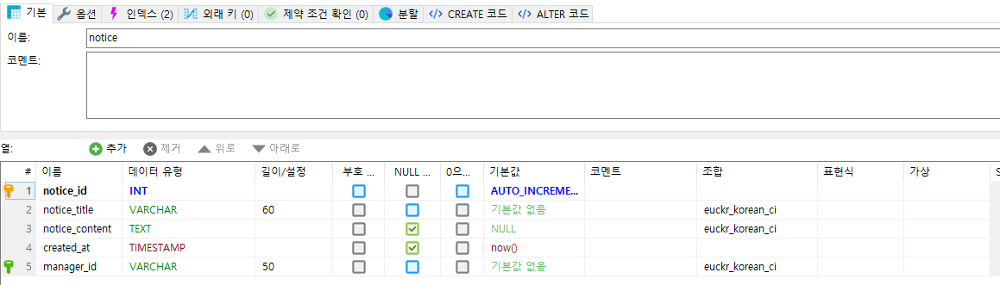 기본 옵션 인덱스 (2) 외래 키 (0) 제약 조건 확인 (0) 분할 CREATE 코드 ALTER 코드
이름: notice
코멘트:
열: 추가 제거 위로 아래로
# 이름 데이터 유형 길이/설정 부호 ... NULL ... 0으... 기본값 코멘트 조합 표현식 가상 S
1 notice_id INT AUTO_INCREME...
2 notice_title VARCHAR 60 기본값 없음 euckr_korean_ci
3 notice_content TEXT NULL euckr_korean_ci
4 created_at TIMESTAMP now()
5 manager_id VARCHAR 50 기본값 없음 euckr_korean_ci